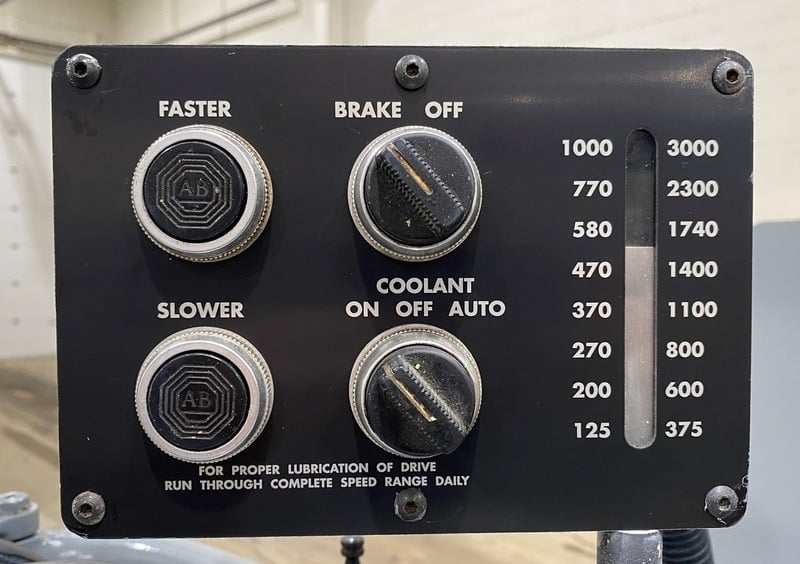 FASTER
BRAKE OFF
AB
SLOWER
COOLANT
ON OFF AUTO
AB
FOR PROPER LUBRICATION OF DRIVE
RUN THROUGH COMPLETE SPEED RANGE DAILY
1000 3000
770 2300
580 1740
470 1400
370 1100
270 800
200 600
125 375